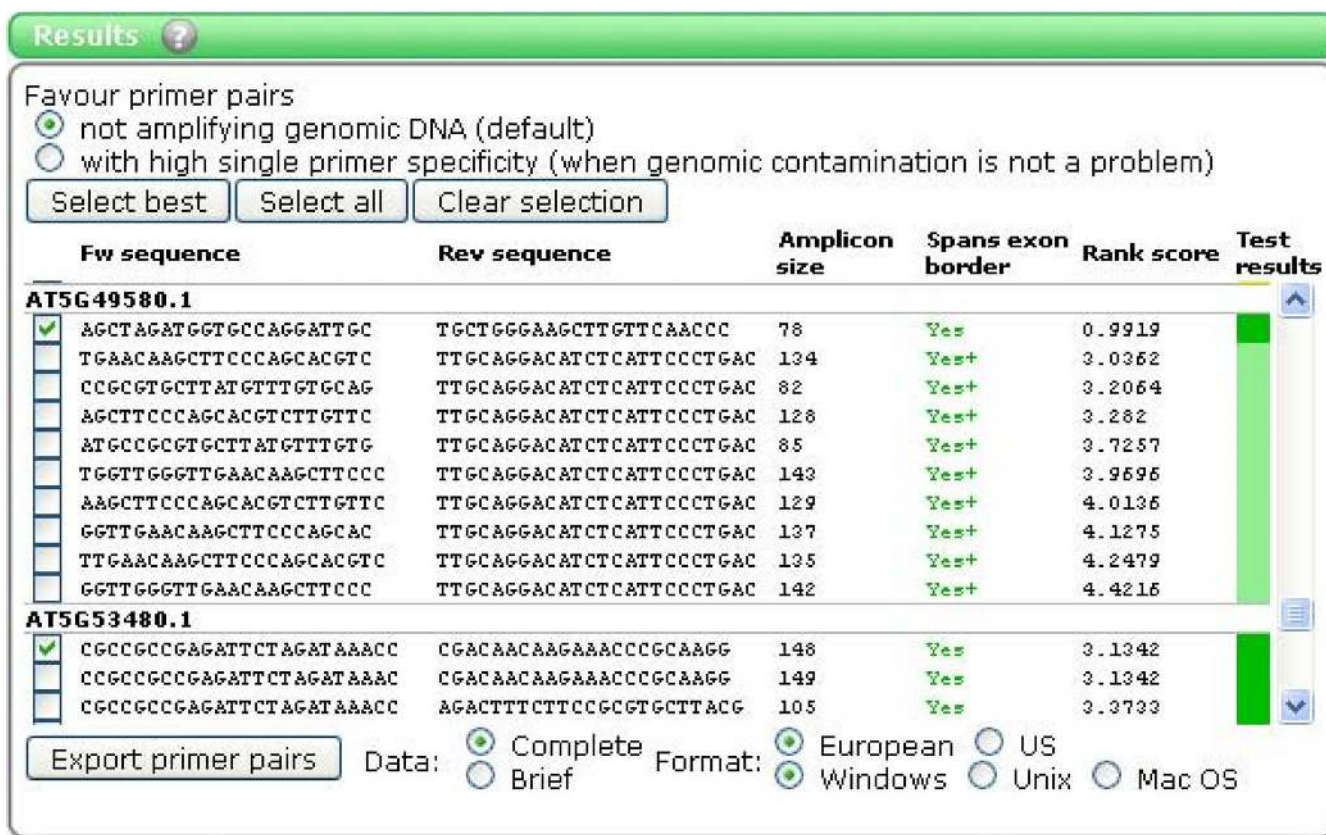 Results ?
Favour primer pairs
not amplifying genomic DNA (default)
with high single primer specificity (when genomic contamination is not a problem)
Select best Select all Clear selection
Fw sequence Rev sequence Amplicon size Spans exon border Rank score Test results
AT5G49580.1
AGCTAGATGGTGCCAGGATTGC TGCTGGGAAGCTTGTTCAACCC 78 Yes 0.9919
TGAACAAGCTTCCCAGCACGTC TTGCAGGACATCTCATTCCCTGAC 134 Yes+ 3.0362
CCGCGTGCTTATGTTTGTGCAG TTGCAGGACATCTCATTCCCTGAC 82 Yes+ 3.2064
AGCTTCCCAGCACGTCTTGTTC TTGCAGGACATCTCATTCCCTGAC 128 Yes+ 3.282
ATGCCGCGTGCTTATGTTTGTG TTGCAGGACATCTCATTCCCTGAC 85 Yes+ 3.7257
TGGTTGGGTTGAACAAGCTTCCC TTGCAGGACATCTCATTCCCTGAC 143 Yes+ 3.9696
AAGCTTCCCAGCACGTCTTGTTC TTGCAGGACATCTCATTCCCTGAC 129 Yes+ 4.0136
GGTTGAACAAGCTTCCCAGCAC TTGCAGGACATCTCATTCCCTGAC 137 Yes+ 4.1275
TTGAACAAGCTTCCCAGCACGTC TTGCAGGACATCTCATTCCCTGAC 135 Yes+ 4.2479
GGTTGGGTTGAACAAGCTTCCC TTGCAGGACATCTCATTCCCTGAC 142 Yes+ 4.4216
AT5G53480.1
CGCCGCCGAGATTCTAGATAAACC CGACAACAAGAAACCCGCAAGG 148 Yes 3.1342
CCGCCGCCGAGATTCTAGATAAAC CGACAACAAGAAACCCGCAAGG 149 Yes 3.1342
CGCCGCCGAGATTCTAGATAAACC AGACTTTCTTCCGCGTGCTTACG 105 Yes 3.3733
Export primer pairs Data: Complete Format: European US
Brief Windows Unix Mac OS